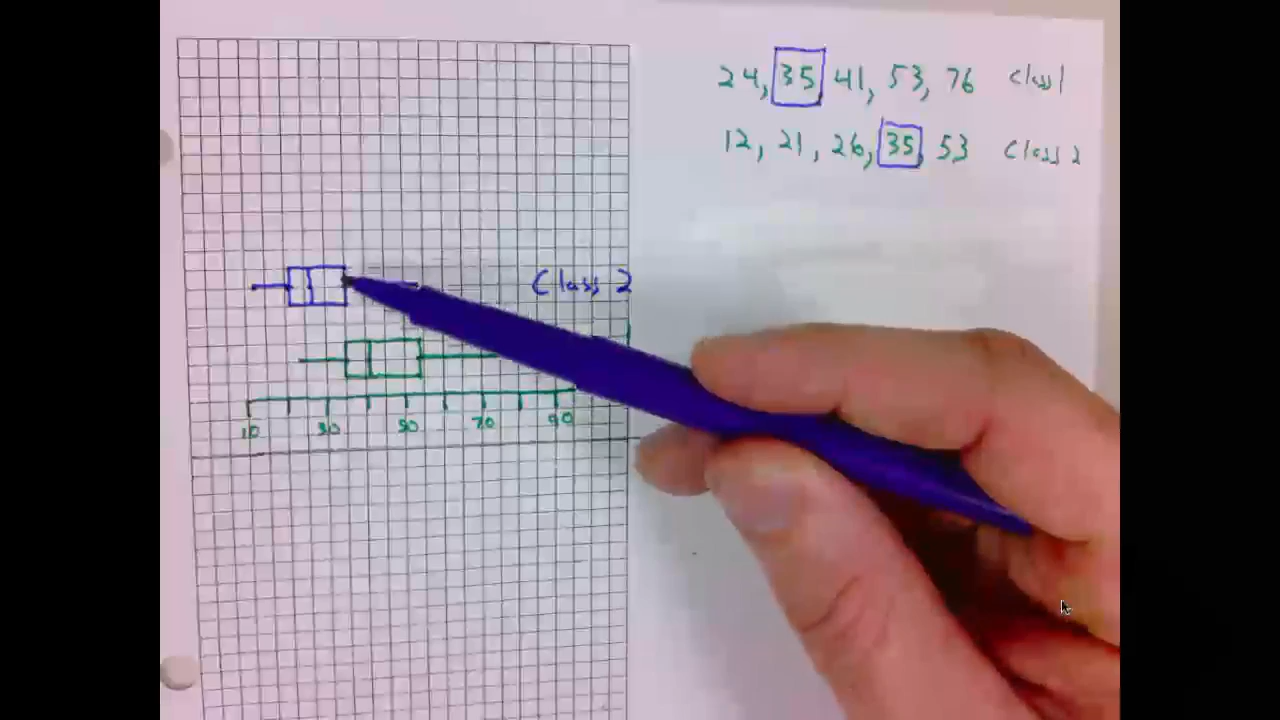 24, 35, 41, 53, 76 Class 1
12, 21, 26, 35, 53 Class 2
Class 2
10 30 50 70 90